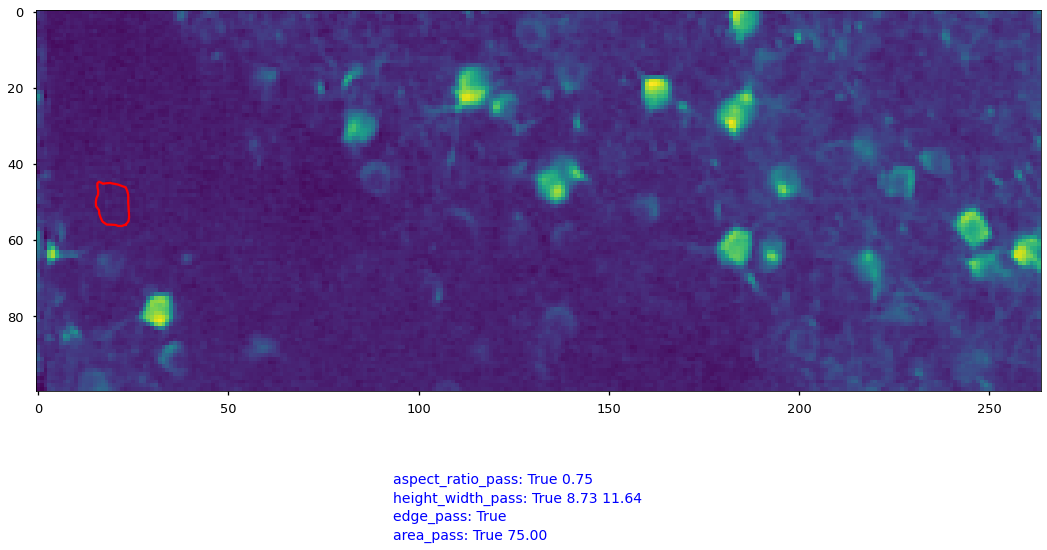 0
20
40
60
80
0 50 100 150 200 250
aspect_ratio_pass: True 0.75
height_width_pass: True 8.73 11.64
edge_pass: True
area_pass: True 75.00